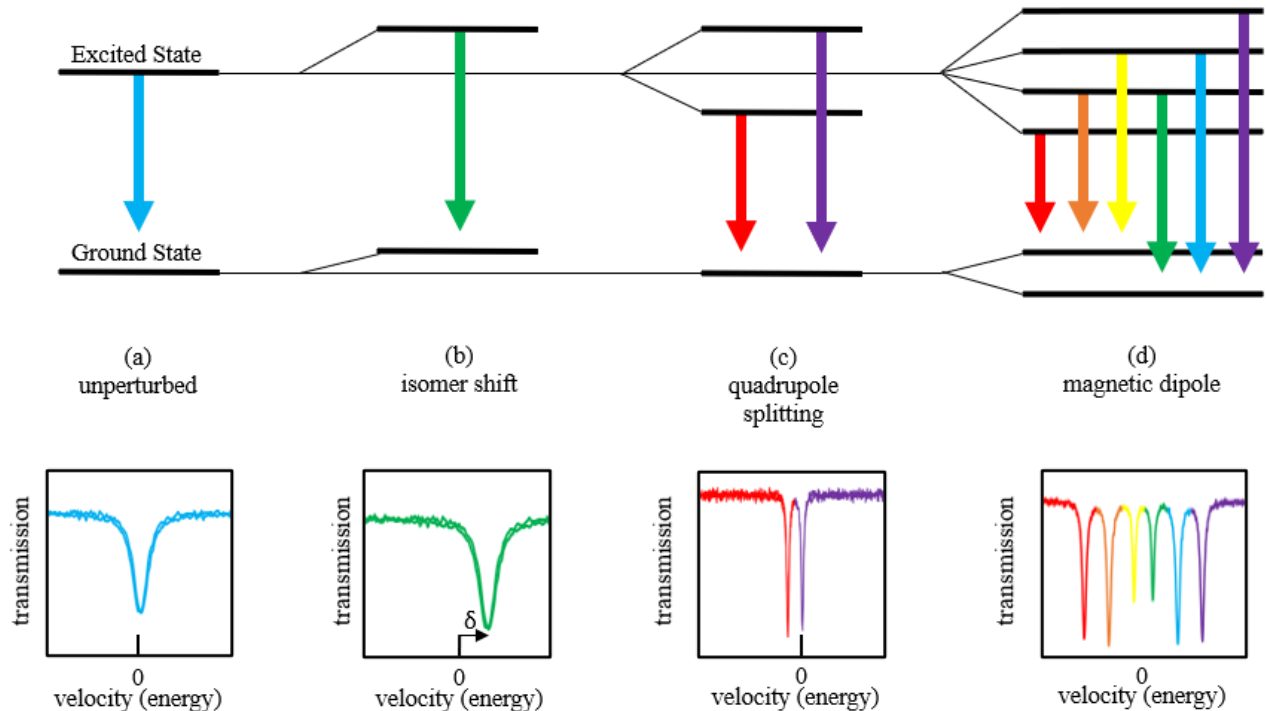 Excited State
Ground State
(a)
unperturbed
(b)
isomer shift
(c)
quadrupole
splitting
(d)
magnetic dipole
transmission
0
velocity (energy)
transmission
δ
0
velocity (energy)
transmission
0
velocity (energy)
transmission
0
velocity (energy)